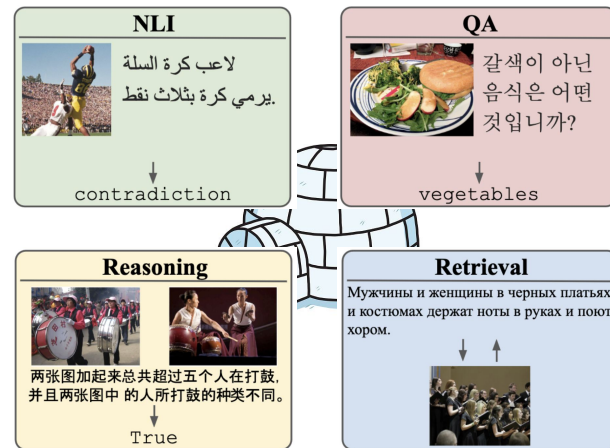 NLI
لاعب كرة السلة
يرمي كرة بثلاث نقط.
contradiction
QA
갈색이 아닌
음식은 어떤
것입니까?
vegetables
Reasoning
两张图加起来总共超过五个人在打鼓,
并且两张图中 的人所打鼓的种类不同。
True
Retrieval
Мужчины и женщины в черных платьях
и костюмах держат ноты в руках и поют
хором.